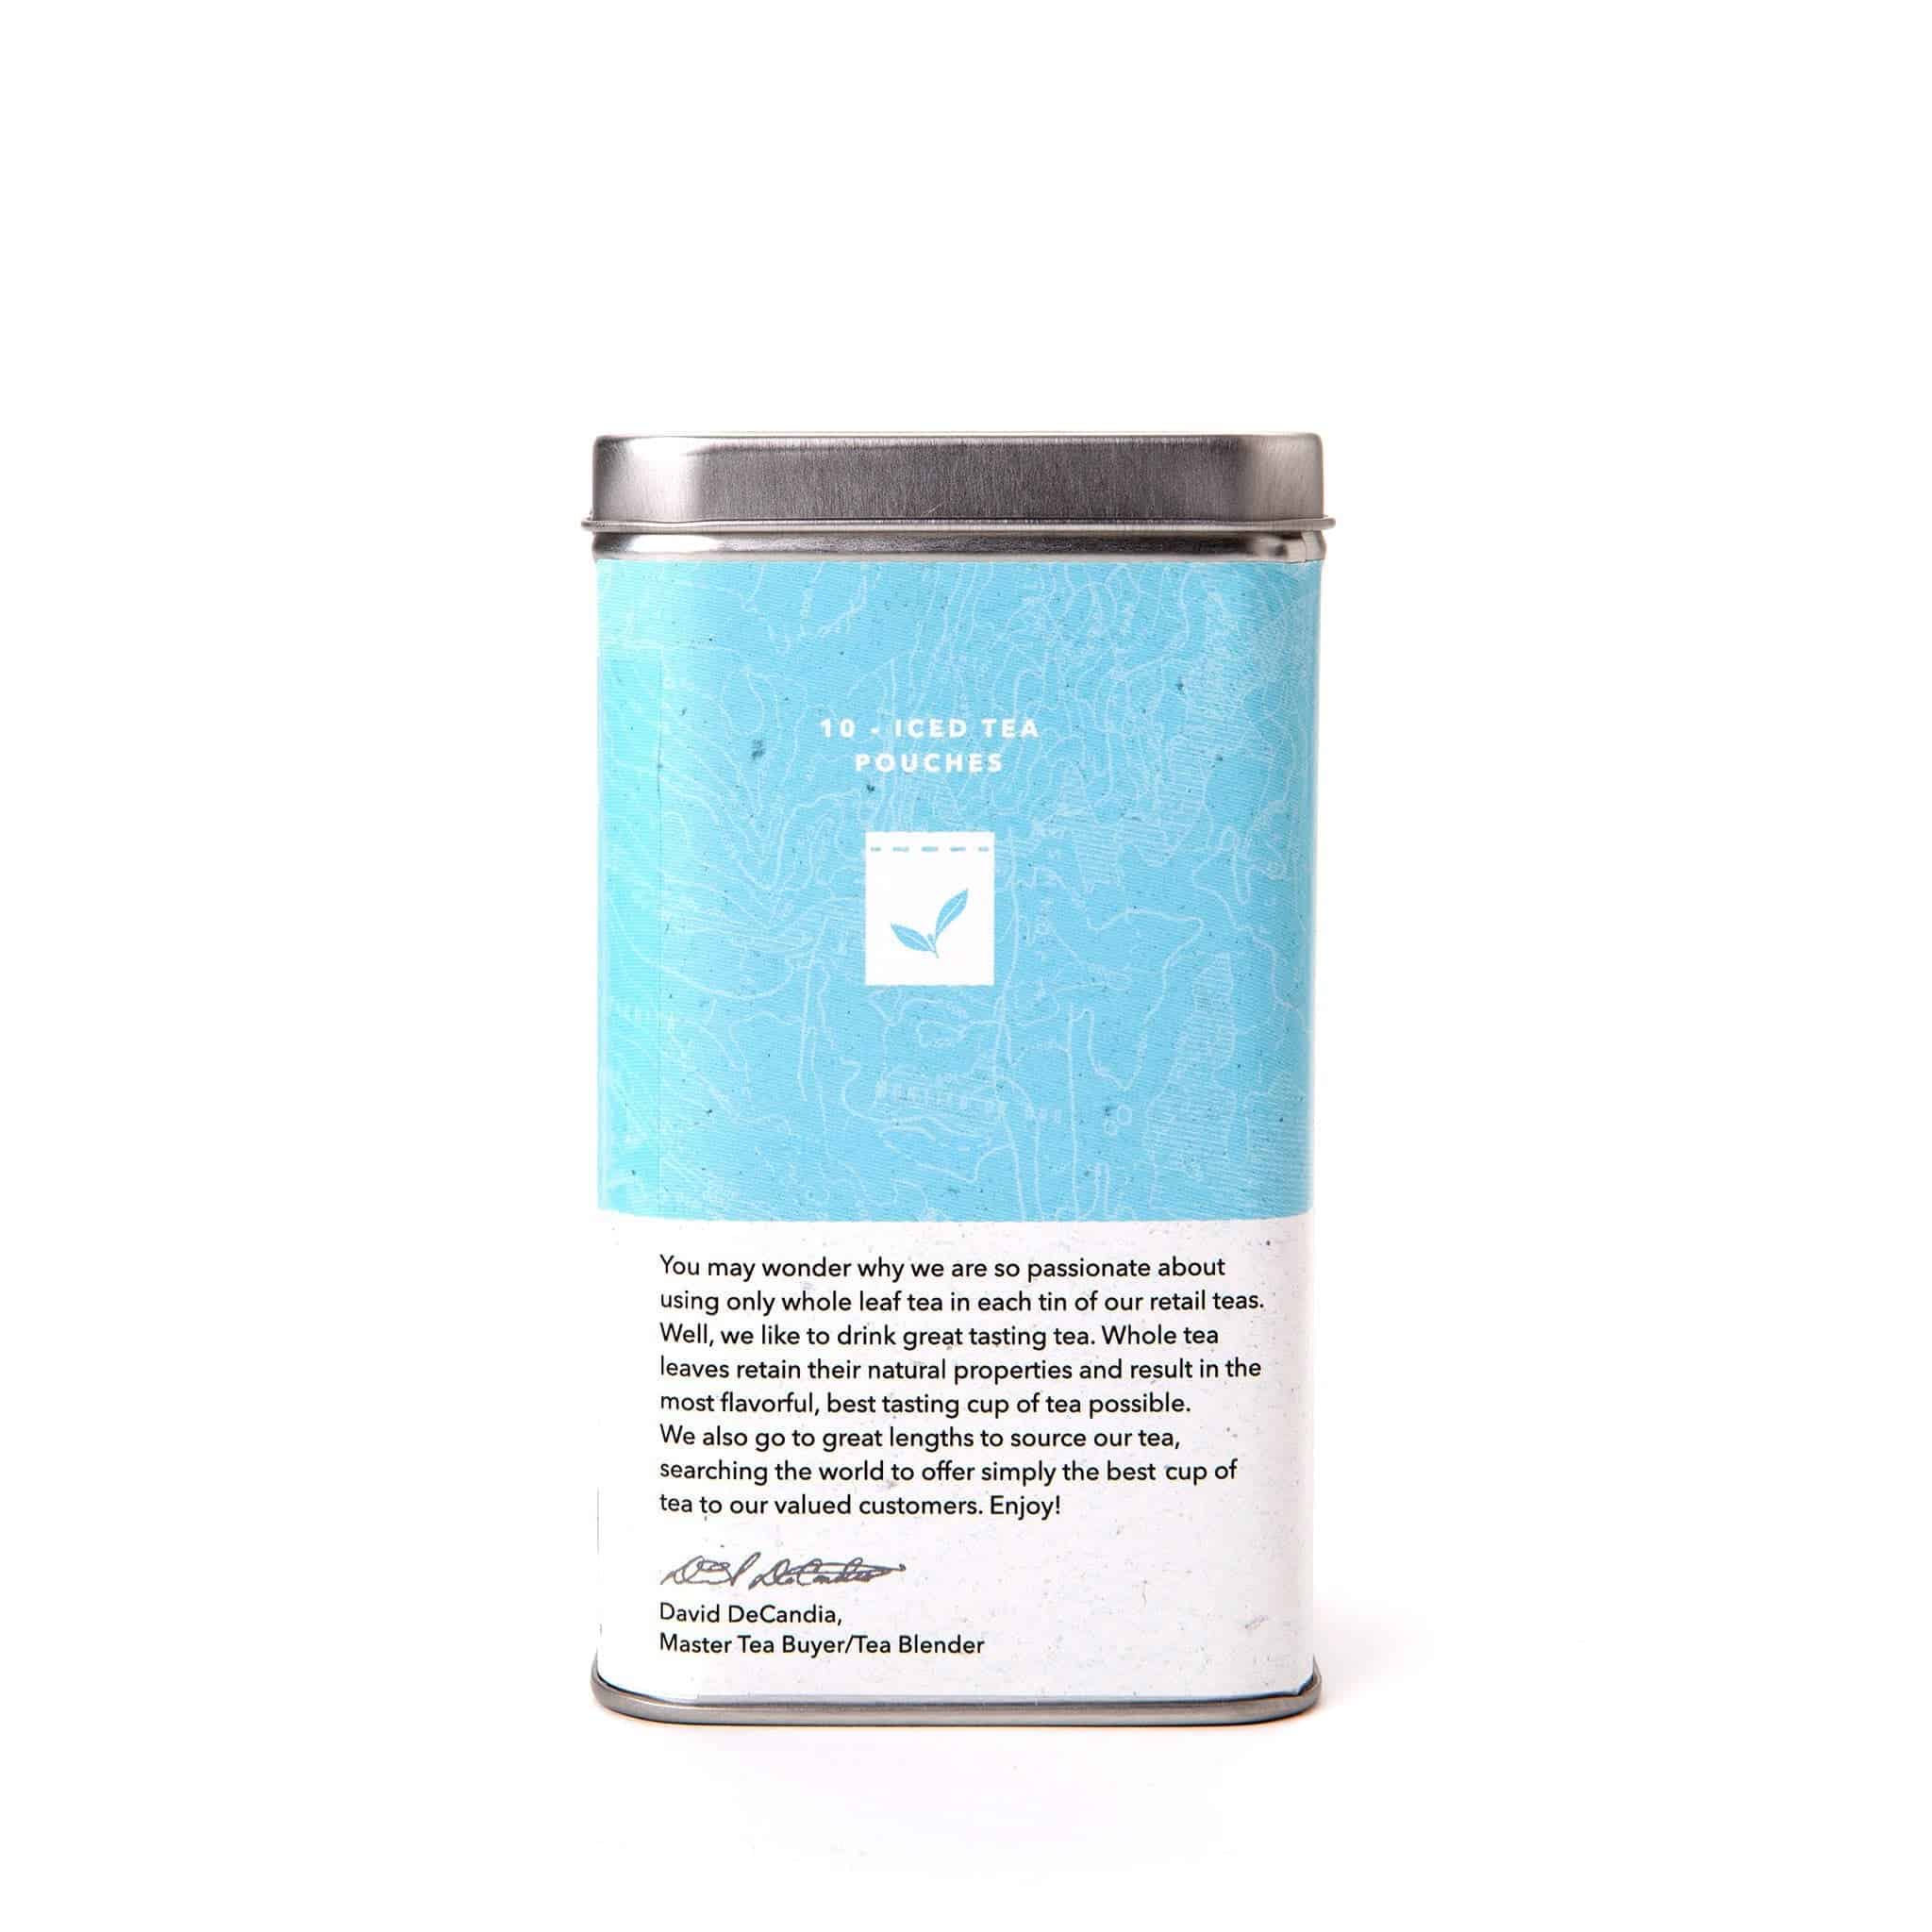 10 - ICED TEA
POUCHES
You may wonder why we are so passionate about
using only whole leaf tea in each tin of our retail teas.
Well, we like to drink great tasting tea. Whole tea
leaves retain their natural properties and result in the
most flavorful, best tasting cup of tea possible.
We also go to great lengths to source our tea,
searching the world to offer simply the best cup of
tea to our valued customers. Enjoy!
David DeCandia
David DeCandia,
Master Tea Buyer/Tea Blender